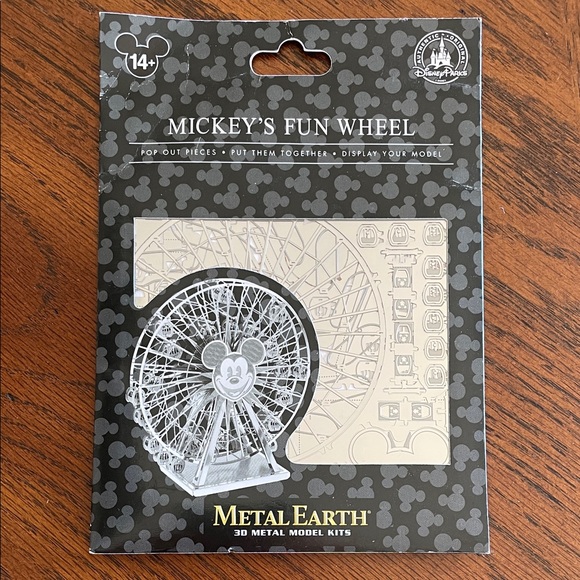 14+
AUTHENTIC • ORIGINAL
Disney Parks
MICKEY'S FUN WHEEL
POP OUT PIECES • PUT THEM TOGETHER • DISPLAY YOUR MODEL
METAL EARTH®
3D METAL MODEL KITS